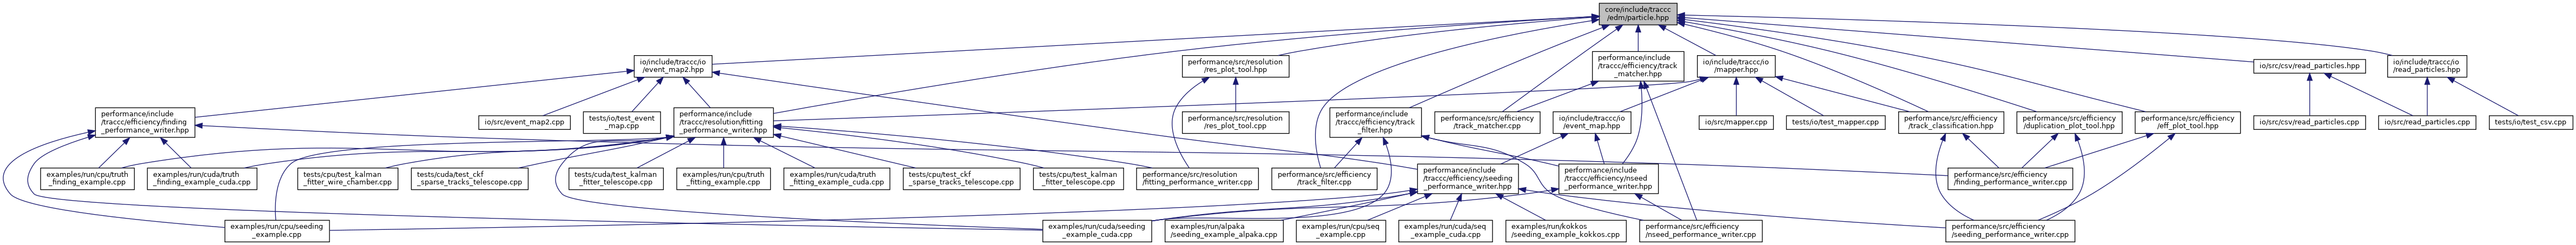 core/include/traccc
/edm/particle.hpp
io/include/traccc/io
/event_map2.hpp
performance/src/resolution
/res_plot_tool.hpp
performance/include
/traccc/efficiency/track
_matcher.hpp
io/include/traccc/io
/mapper.hpp
io/src/csv/read_particles.hpp
io/include/traccc/io
/read_particles.hpp
performance/include
/traccc/efficiency/finding
_performance_writer.hpp
io/src/event_map2.cpp
tests/io/test_event
_map.cpp
performance/include
/traccc/resolution/fitting
_performance_writer.hpp
performance/src/resolution
/res_plot_tool.cpp
performance/include
/traccc/efficiency/track
_filter.hpp
performance/src/efficiency
/track_matcher.cpp
io/include/traccc/io
/event_map.hpp
io/src/mapper.cpp
tests/io/test_mapper.cpp
performance/src/efficiency
/track_classification.hpp
performance/src/efficiency
/duplication_plot_tool.hpp
performance/src/efficiency
/eff_plot_tool.hpp
io/src/csv/read_particles.cpp
io/src/read_particles.cpp
tests/io/test_csv.cpp
examples/run/cpu/truth
_finding_example.cpp
examples/run/cuda/truth
_finding_example_cuda.cpp
tests/cpu/test_kalman
_fitter_wire_chamber.cpp
tests/cuda/test_ckf
_sparse_tracks_telescope.cpp
tests/cuda/test_kalman
_fitter_telescope.cpp
examples/run/cpu/truth
_fitting_example.cpp
examples/run/cuda/truth
_fitting_example_cuda.cpp
tests/cpu/test_ckf
_sparse_tracks_telescope.cpp
tests/cpu/test_kalman
_fitter_telescope.cpp
performance/src/resolution
/fitting_performance_writer.cpp
performance/src/efficiency
/track_filter.cpp
performance/include
/traccc/efficiency/seeding
_performance_writer.hpp
performance/include
/traccc/efficiency/nseed
_performance_writer.hpp
performance/src/efficiency
/finding_performance_writer.cpp
examples/run/cpu/seeding
_example.cpp
examples/run/cuda/seeding
_example_cuda.cpp
examples/run/alpaka
/seeding_example_alpaka.cpp
examples/run/cpu/seq
_example.cpp
examples/run/cuda/seq
_example_cuda.cpp
examples/run/kokkos
/seeding_example_kokkos.cpp
performance/src/efficiency
/nseed_performance_writer.cpp
performance/src/efficiency
/seeding_performance_writer.cpp